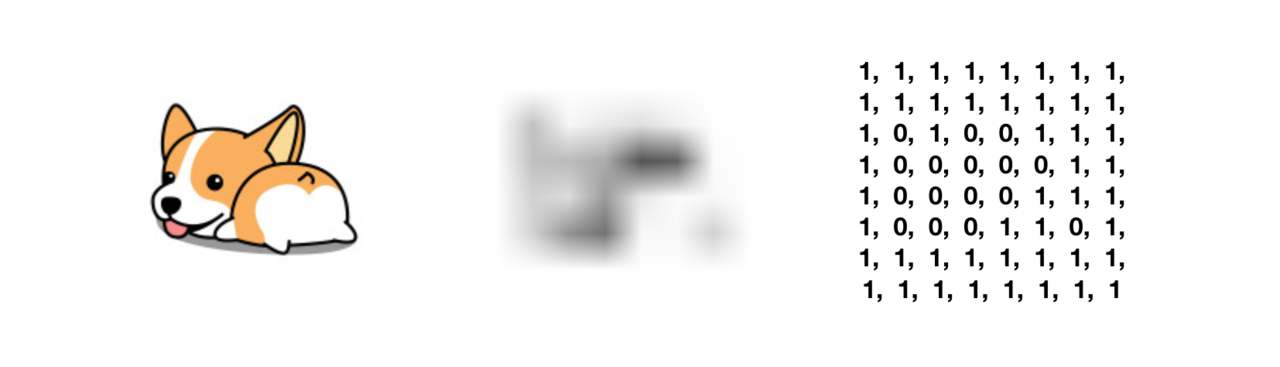 1, 1, 1, 1, 1, 1, 1, 1,
1, 1, 1, 1, 1, 1, 1, 1,
1, 0, 1, 0, 0, 1, 1, 1,
1, 0, 0, 0, 0, 0, 1, 1,
1, 0, 0, 0, 0, 1, 1, 1,
1, 0, 0, 0, 1, 1, 0, 1,
1, 1, 1, 1, 1, 1, 1, 1,
1, 1, 1, 1, 1, 1, 1, 1